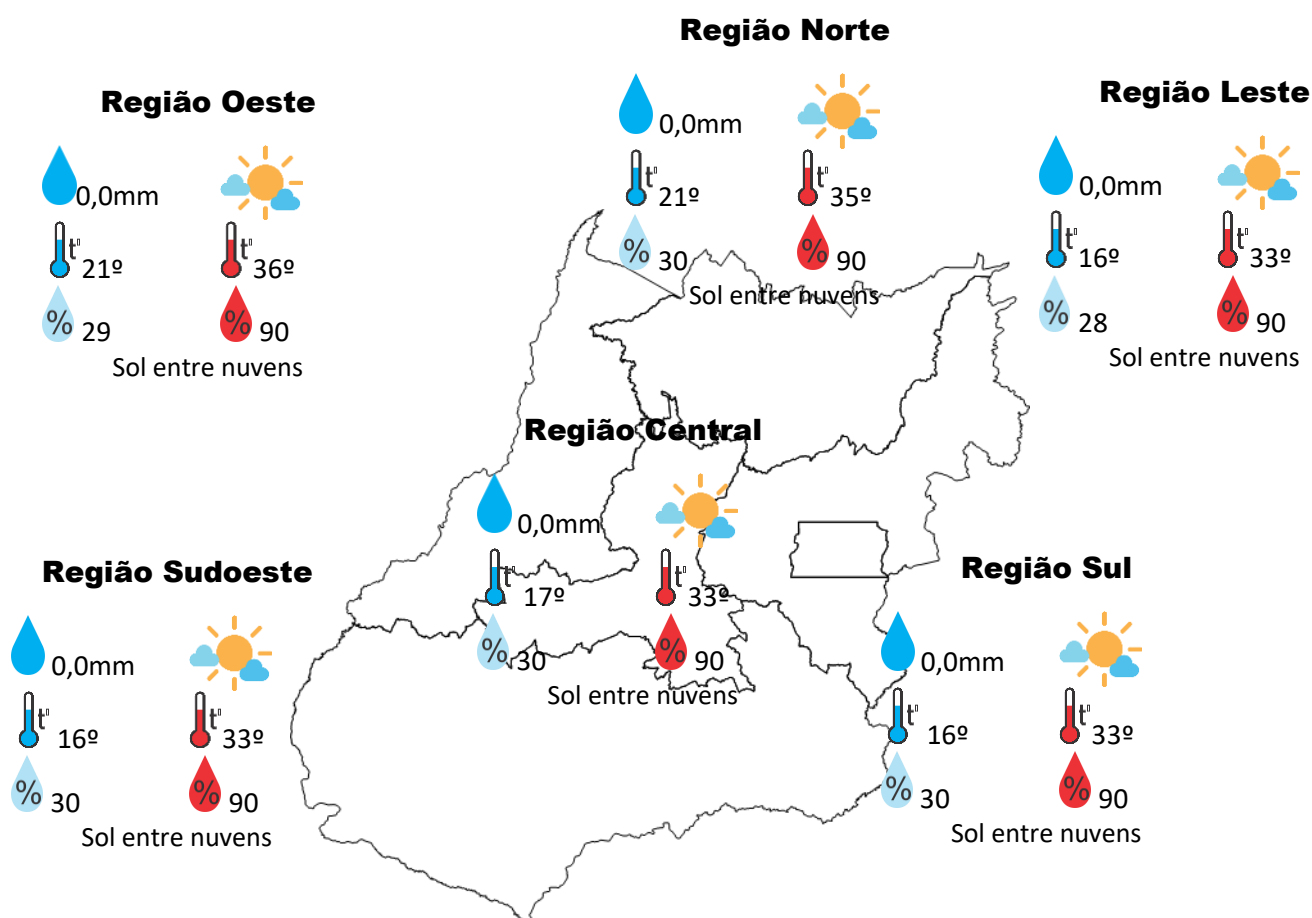 Região Norte
0,0mm
t°
21º
t°
35º
% 30
% 90
Sol entre nuvens
Região Oeste
0,0mm
t°
21º
t°
36º
% 29
% 90
Sol entre nuvens
Região Leste
0,0mm
t°
16º
t°
33º
% 28
% 90
Sol entre nuvens
Região Central
0,0mm
t°
17º
t°
33º
% 30
% 90
Sol entre nuvens
Região Sudoeste
0,0mm
t°
16º
t°
33º
% 30
% 90
Sol entre nuvens
Região Sul
0,0mm
t°
16º
t°
33º
% 30
% 90
Sol entre nuvens